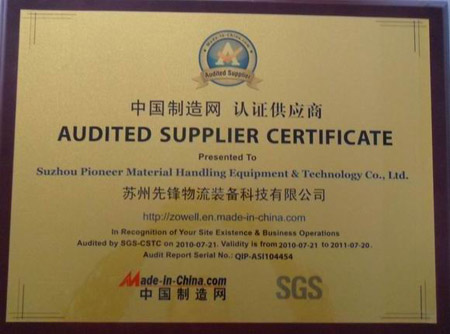 Made-in-China.com
Audited Supplier
中国制造网 认证供应商
AUDITED SUPPLIER CERTIFICATE
Presented To
Suzhou Pioneer Material Handling Equipment & Technology Co., Ltd.
苏州先锋物流装备科技有限公司
http://zowell.en.made-in-china.com
In Recognition of Your Site Existence & Business Operations
Audited by SGS-CSTC on 2010-07-21. Validity is from 2010-07-21 to 2011-07-20.
Audit Report Serial No.: QIP-ASI104454
Made-in-China.com
中国制造网
SGS